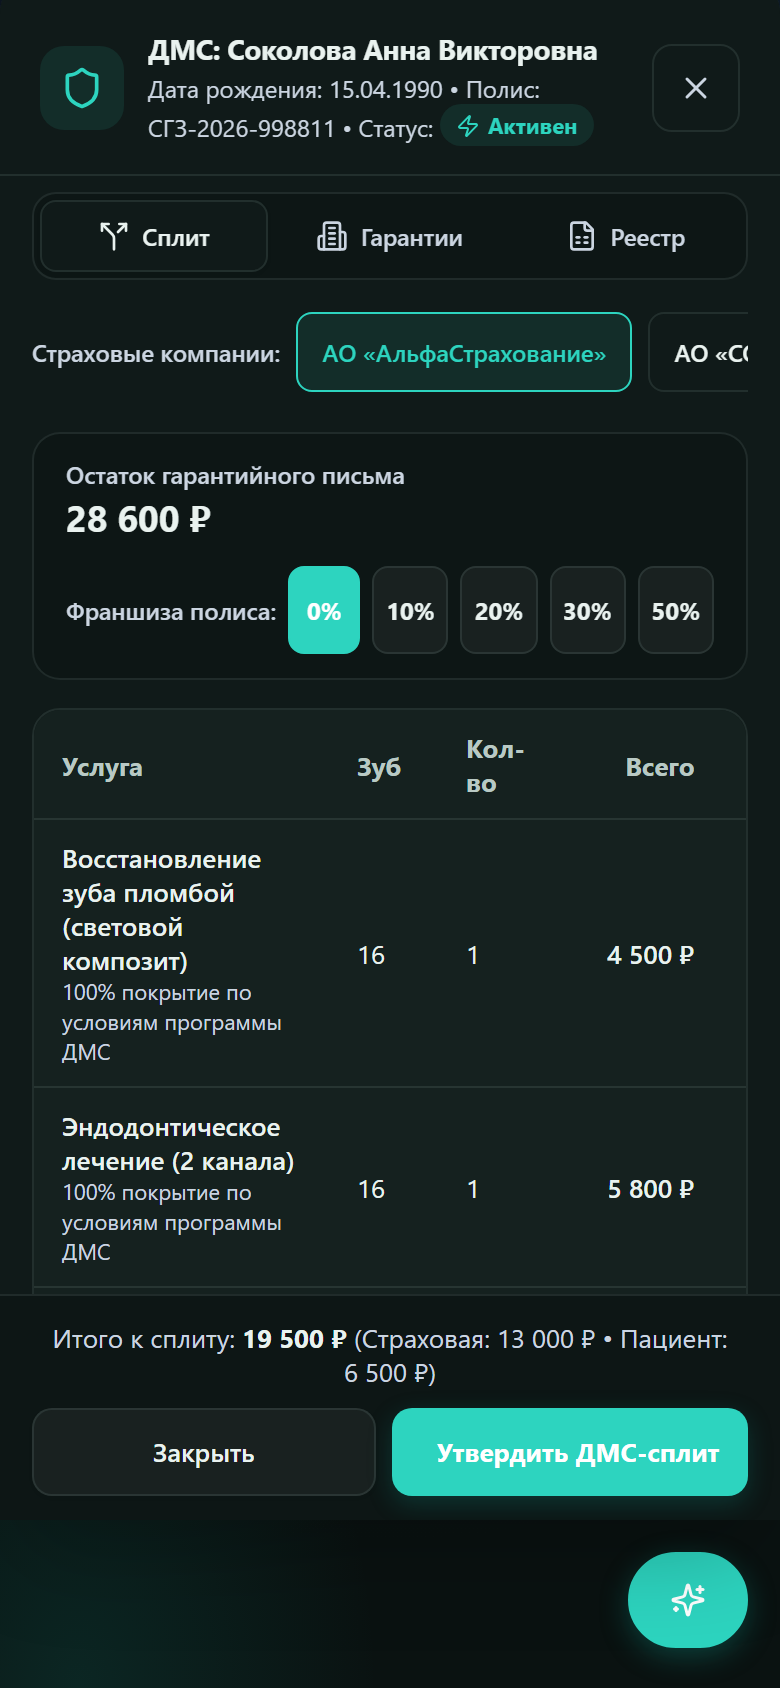 ДМС: Соколова Анна Викторовна
Дата рождения: 15.04.1990 • Полис:
СГЗ-2026-998811 • Статус: Активен
Сплит
Гарантии
Реестр
Страховые компании:
АО «АльфаСтрахование»
АО «СО
Остаток гарантийного письма
28 600 ₽
Франшиза полиса: 0% 10% 20% 30% 50%
Услуга
Зуб
Кол-
во
Всего
Восстановление
зуба пломбой
(световой
композит)
100% покрытие по
условиям программы
ДМС
16
1
4 500 ₽
Эндодонтическое
лечение (2 канала)
100% покрытие по
условиям программы
ДМС
16
1
5 800 ₽
Итого к сплиту: 19 500 ₽ (Страховая: 13 000 ₽ • Пациент:
6 500 ₽)
Закрыть
Утвердить ДМС-сплит